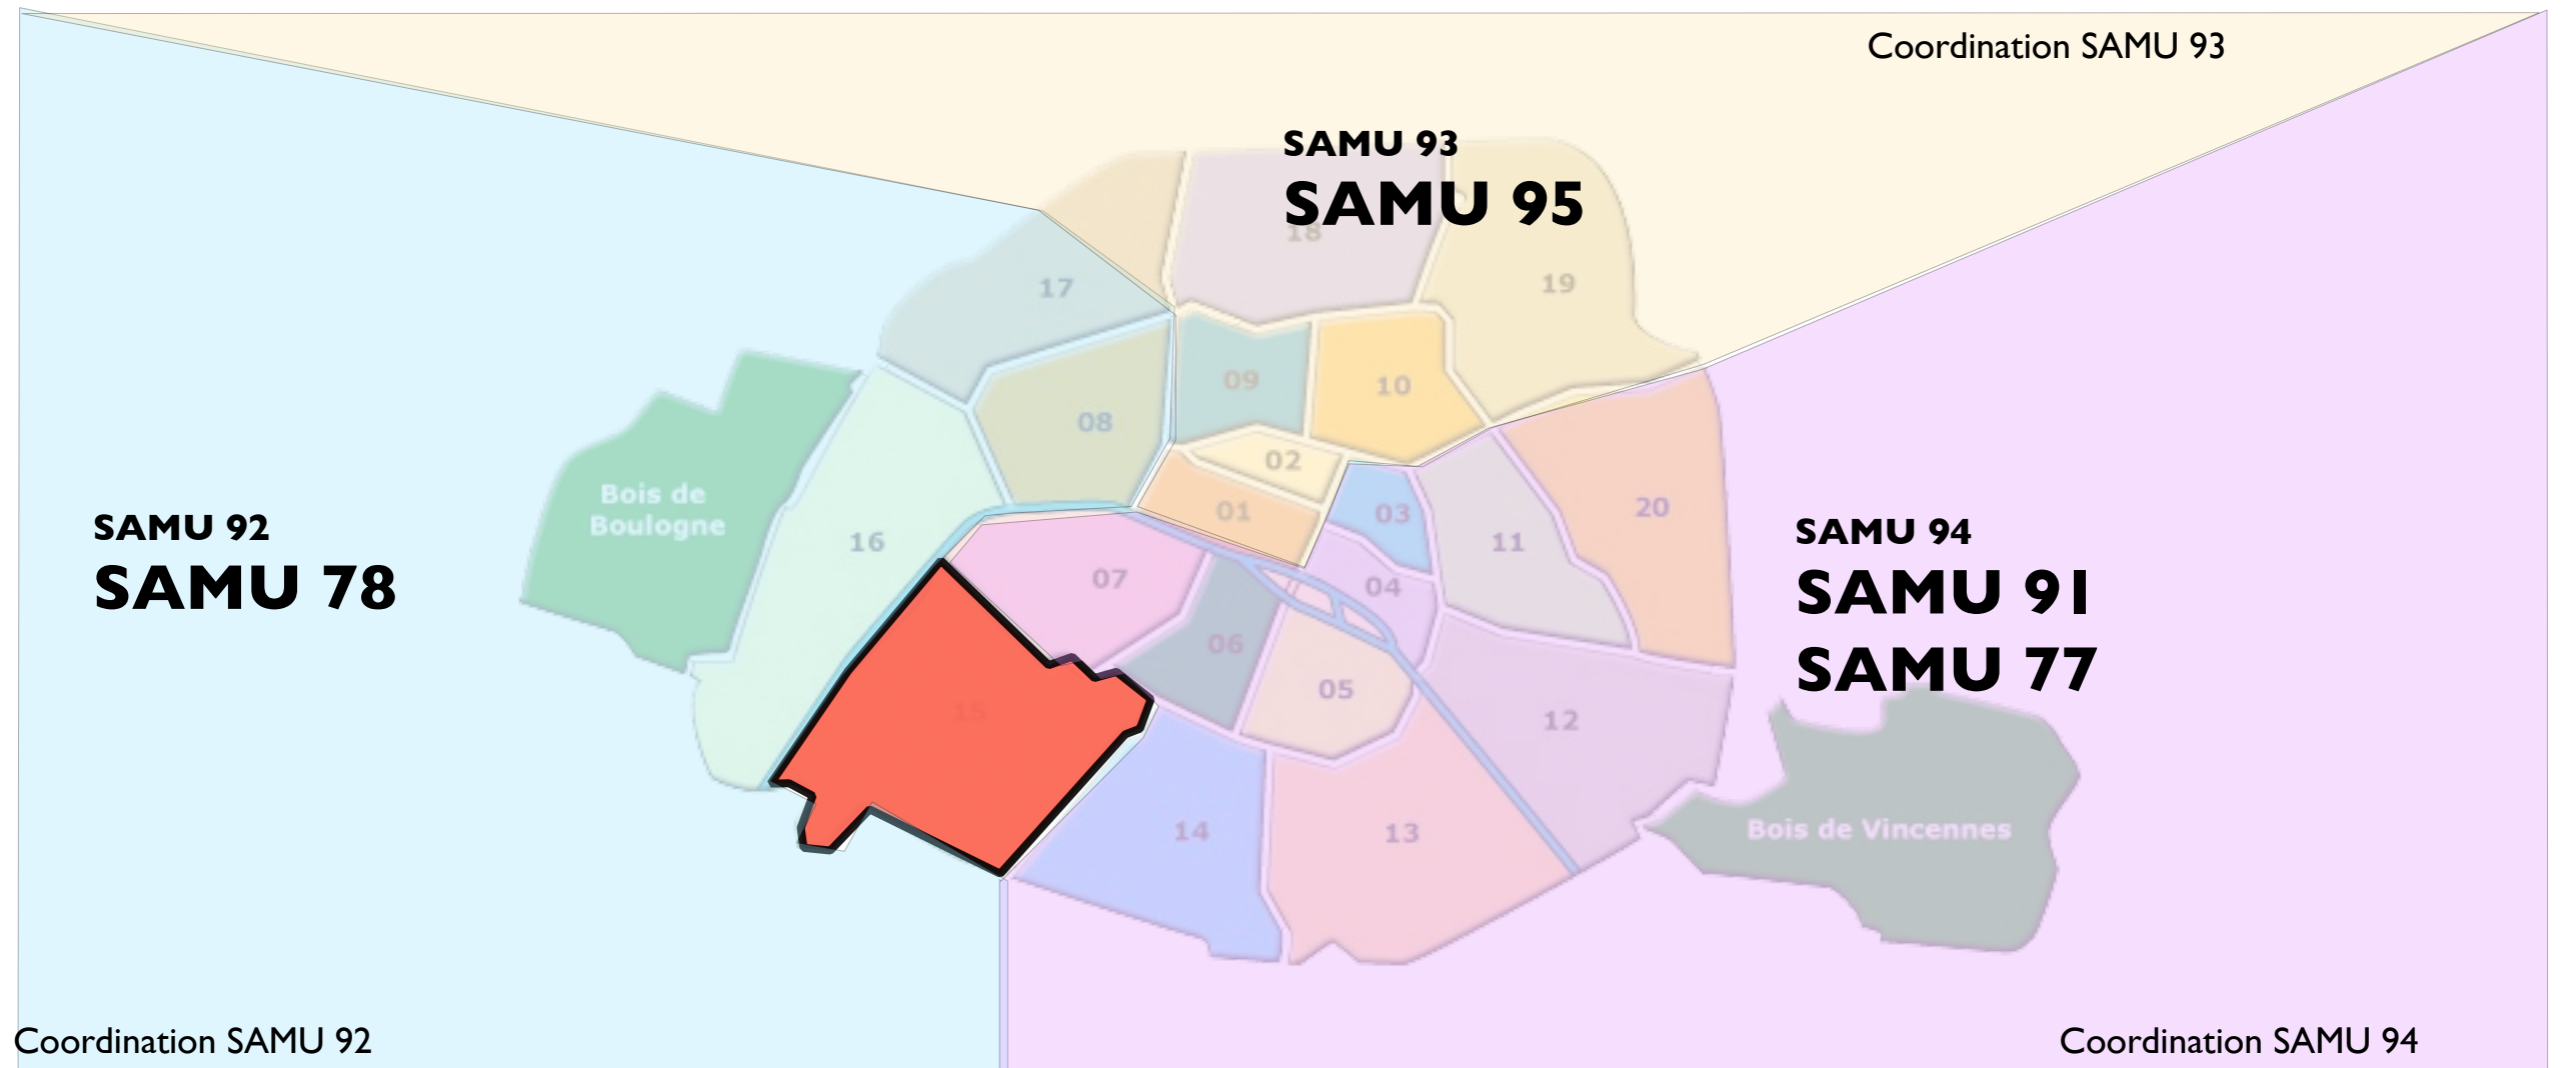 Coordination SAMU 93
SAMU 93
SAMU 95
18
19
17
09
10
08
02
01
03
20
11
16
Bois de
Boulogne
SAMU 92
SAMU 78
07
04
06
05
15
12
14
13
SAMU 94
SAMU 91
SAMU 77
Bois de Vincennes
Coordination SAMU 92
Coordination SAMU 94